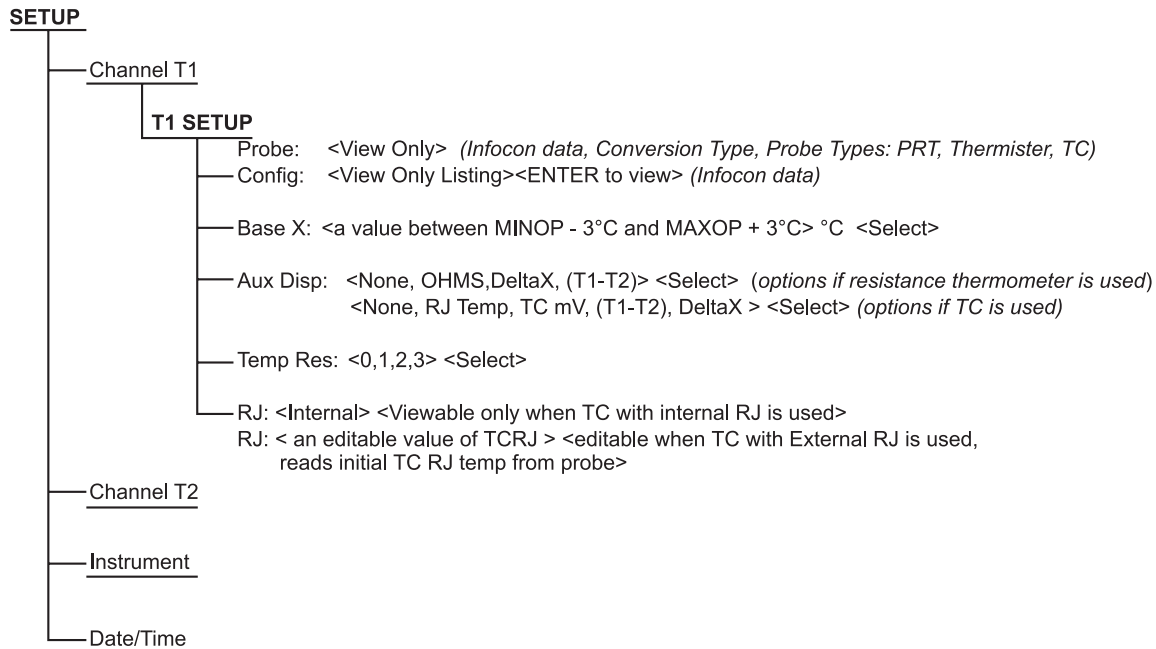 SETUP
Channel T1
T1 SETUP
Probe: <View Only> (Infocon data, Conversion Type, Probe Types: PRT, Thermister, TC)
Config: <View Only Listing><ENTER to view> (Infocon data)
Base X: <a value between MINOP - 3°C and MAXOP + 3°C> °C <Select>
Aux Disp: <None, OHMS,DeltaX, (T1-T2)> <Select> (options if resistance thermometer is used)
<None, RJ Temp, TC mV, (T1-T2), DeltaX > <Select> (options if TC is used)
Temp Res: <0,1,2,3> <Select>
RJ: <Internal> <Viewable only when TC with internal RJ is used>
RJ: < an editable value of TCRJ > <editable when TC with External RJ is used,
reads initial TC RJ temp from probe>
Channel T2
Instrument
Date/Time